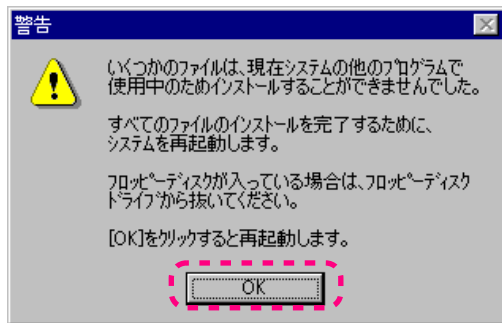 警告
いくつかのファイルは、現在システムの他のプログラムで
使用中のためインストールすることができませんでした。
すべてのファイルのインストールを完了するために、
システムを再起動します。
フロッピーディスクが入っている場合は、フロッピーディスク
ドライブから抜いてください。
[OK]をクリックすると再起動します。
OK